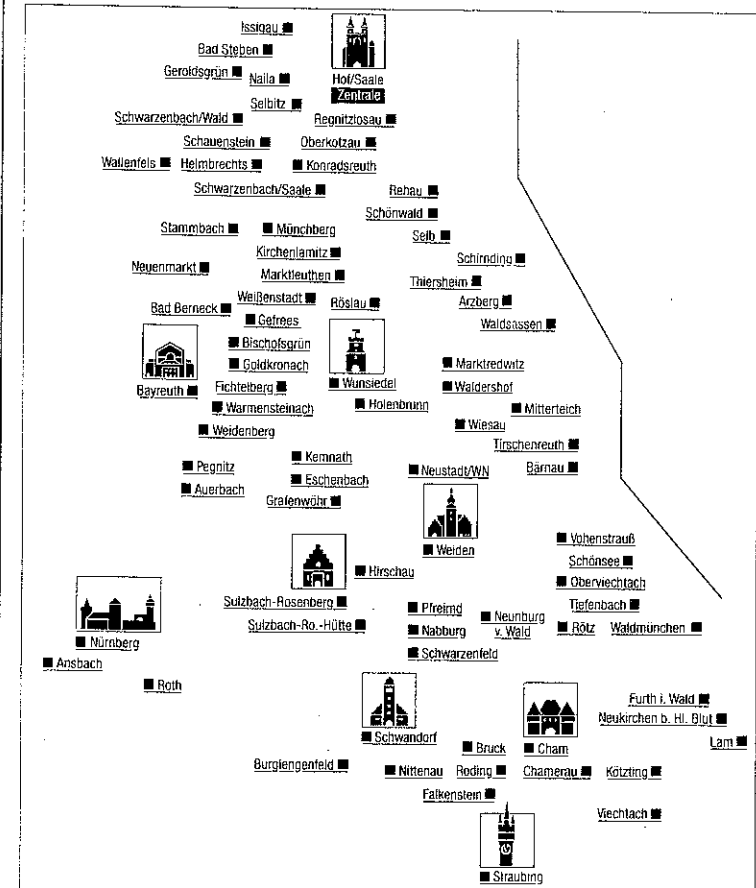 Issigau
Bad Steben
Geroldsgrün
Naila
Hof/Saale
Zentrale
Selbitz
Schwarzenbach/Wald
Regnitzlosau
Schauenstein
Oberkotzau
Wallenfels
Helmbrechts
Konradsreuth
Schwarzenbach/Saale
Rehau
Schönwald
Stammbach
Münchberg
Selb
Kirchenlamitz
Schirnding
Neuenmarkt
Marktleuthen
Thiersheim
Weißenstadt
Röslau
Arzberg
Bad Berneck
Gefrees
Waldsassen
Bischofsgrün
Goldkronach
Marktredwitz
Bayreuth
Fichtelberg
Wunsiedel
Waldershof
Warmensteinach
Holenbrunn
Mitterteich
Weidenberg
Wiesau
Tirschenreuth
Pegnitz
Kemnath
Neustadt/WN
Bärnau
Auerbach
Eschenbach
Grafenwöhr
Weiden
Vohenstrauß
Schönsee
Hirschau
Oberviechtach
Sulzbach-Rosenberg
Pfreimd
Neunburg
v. Wald
Tiefenbach
Sulzbach-Ro.-Hütte
Nabburg
Rötz
Waldmünchen
Nürnberg
Schwarzenfeld
Ansbach
Roth
Furth i. Wald
Neukirchen b. Hl. Blut
Schwandorf
Bruck
Cham
Lam
Burglengenfeld
Nittenau
Roding
Chamerau
Kötzting
Falkenstein
Viechtach
Straubing